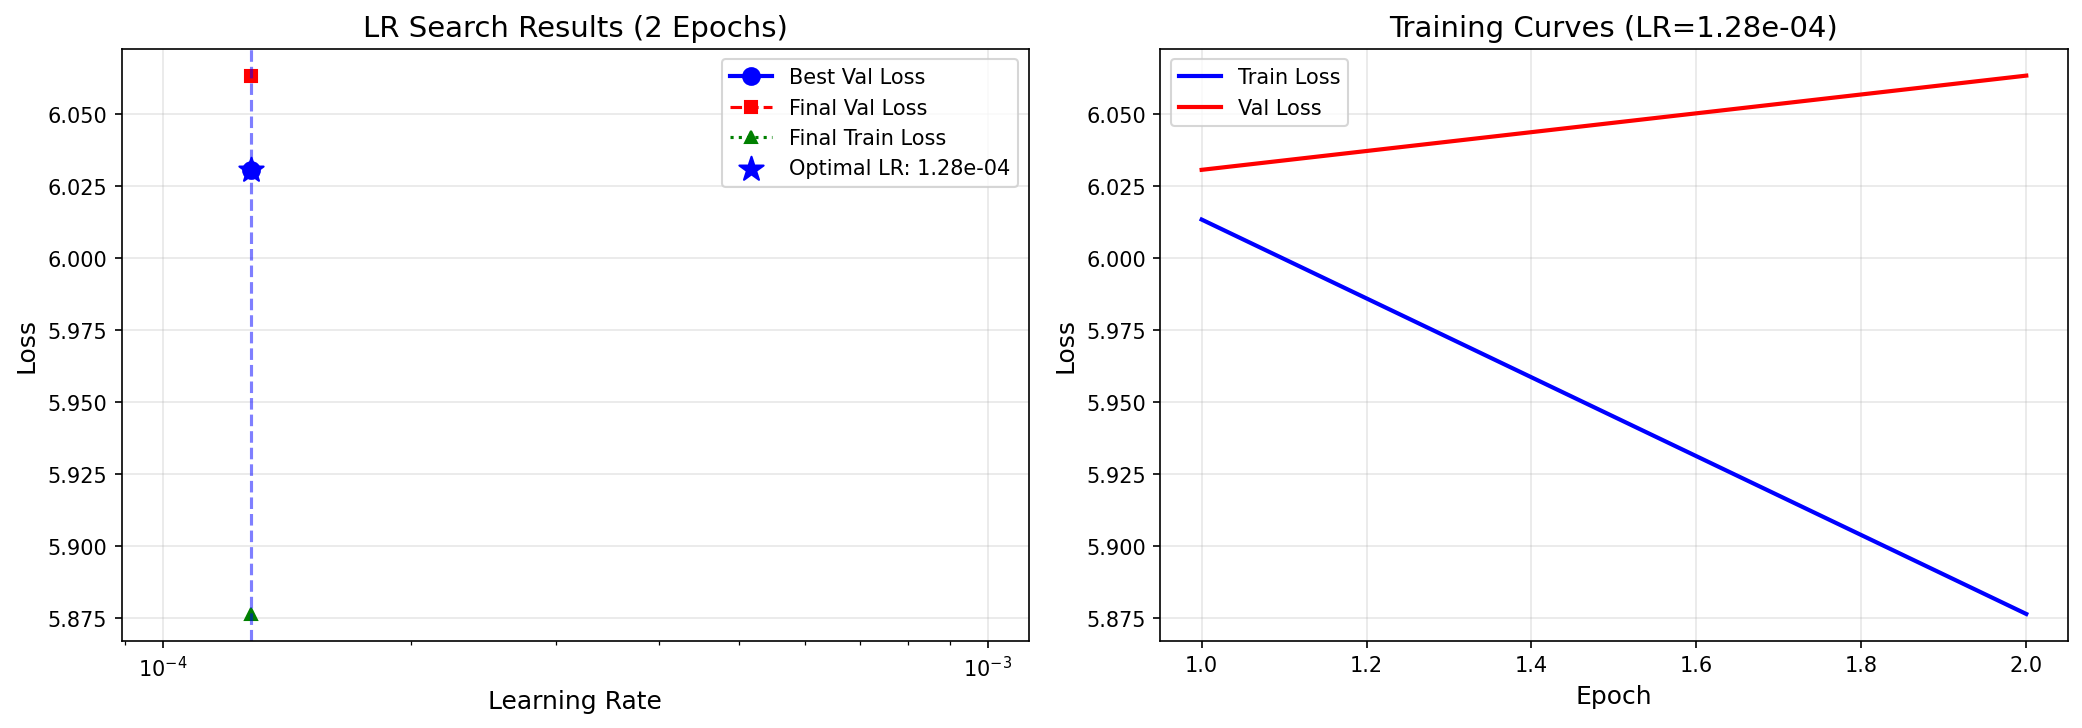 LR Search Results (2 Epochs)
Best Val Loss
Final Val Loss
Final Train Loss
Optimal LR: 1.28e-04
6.050
6.025
6.000
5.975
5.950
5.925
5.900
5.875
Loss
10⁻⁴
10⁻³
Learning Rate
Training Curves (LR=1.28e-04)
Train Loss
Val Loss
6.050
6.025
6.000
5.975
5.950
5.925
5.900
5.875
Loss
1.0
1.2
1.4
1.6
1.8
2.0
Epoch